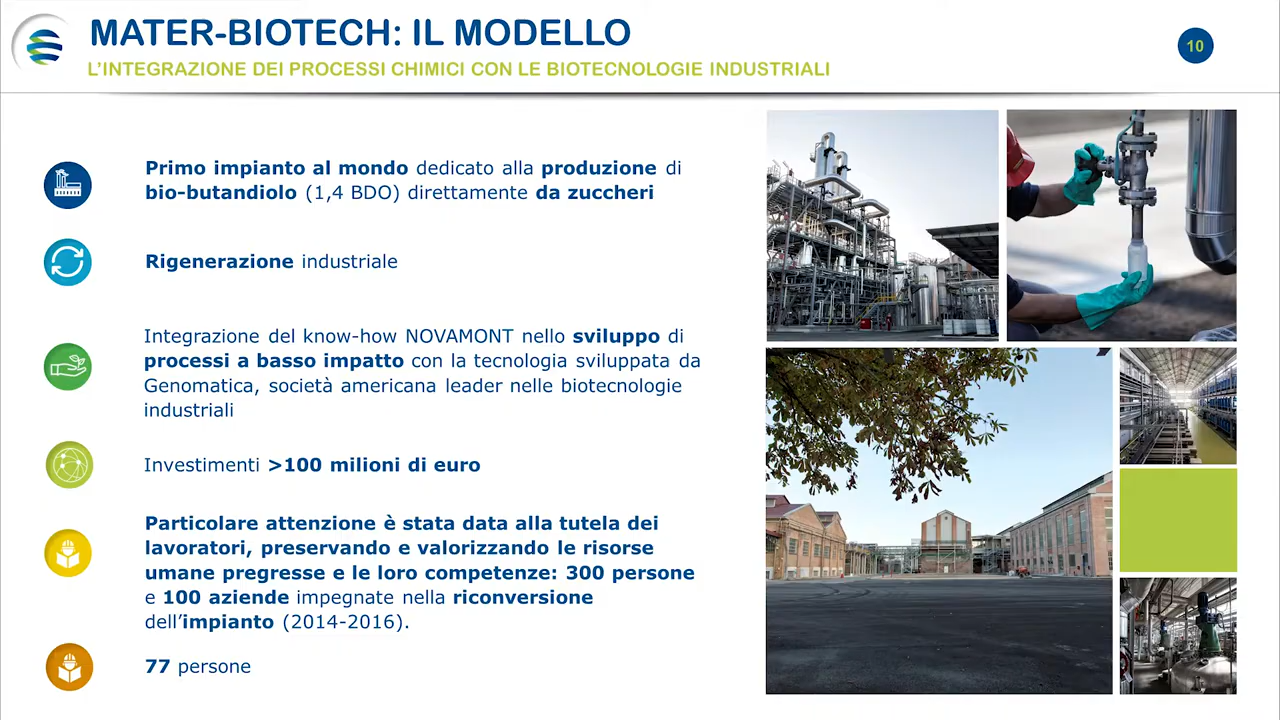 MATER-BIOTECH: IL MODELLO
10
L'INTEGRAZIONE DEI PROCESSI CHIMICI CON LE BIOTECNOLOGIE INDUSTRIALI
Primo impianto al mondo dedicato alla produzione di
bio-butandiolo (1,4 BDO) direttamente da zuccheri
Rigenerazione industriale
Integrazione del know-how NOVAMONT nello sviluppo di
processi a basso impatto con la tecnologia sviluppata da
Genomatica, società americana leader nelle biotecnologie
industriali
Investimenti >100 milioni di euro
Particolare attenzione è stata data alla tutela dei
lavoratori, preservando e valorizzando le risorse
umane pregresse e le loro competenze: 300 persone
e 100 aziende impegnate nella riconversione
dell'impianto (2014-2016).
77 persone